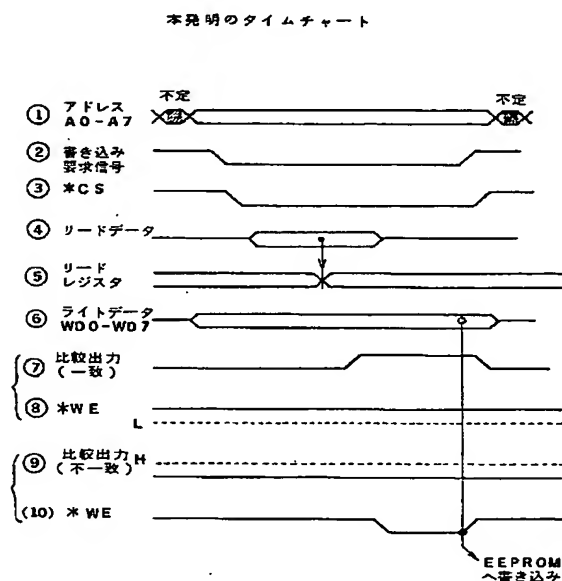 本発明のタイムチャート
不定
不定
① アドレス
A0-A7
② 書き込み
要求信号
③ *CS
④ リードデータ
⑤ リード
レジスタ
⑥ ライトデータ
WD0-WD7
⑦ 比較出力
(一致)
⑧ *WE
L
⑨ 比較出力 H
(不一致)
(10) *WE
EEPROM
へ書き込み